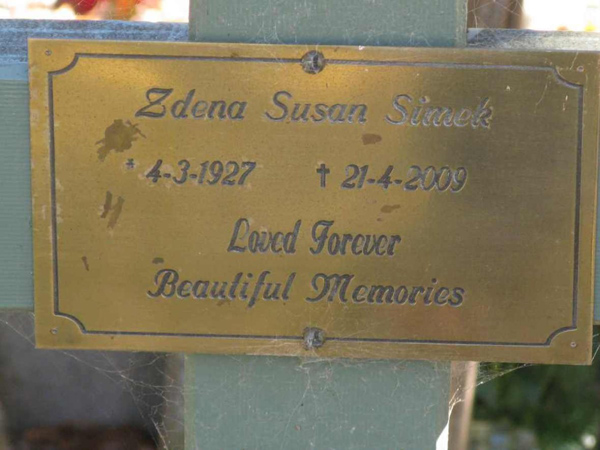 Zdena Susan Simek
* 4-3-1927 † 21-4-2009
Loved Forever
Beautiful Memories